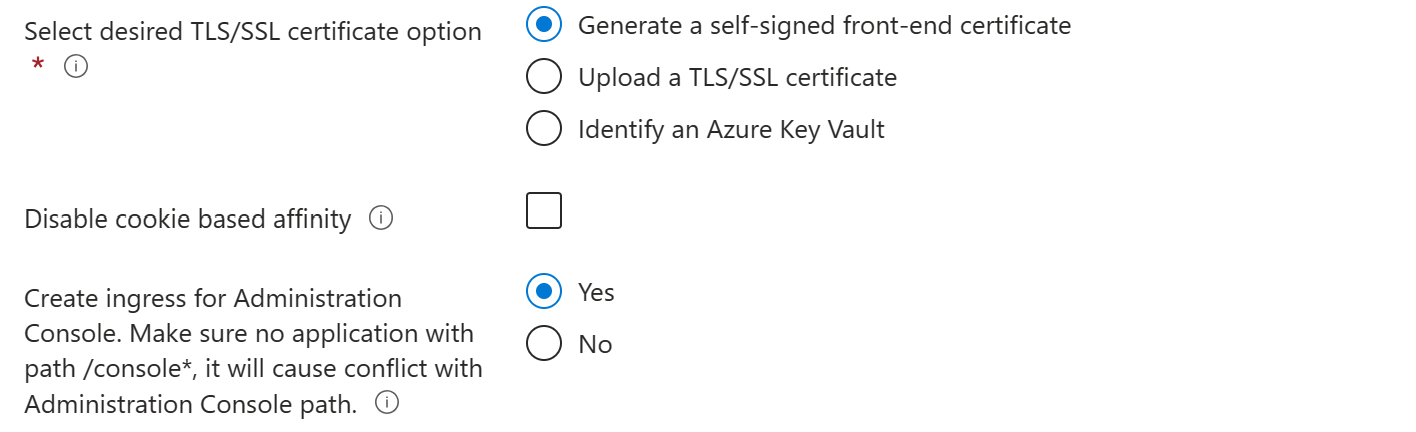 Select desired TLS/SSL certificate option
*
Generate a self-signed front-end certificate
Upload a TLS/SSL certificate
Identify an Azure Key Vault
Disable cookie based affinity
Create ingress for Administration
Console. Make sure no application with
path /console*, it will cause conflict with
Administration Console path.
Yes
No